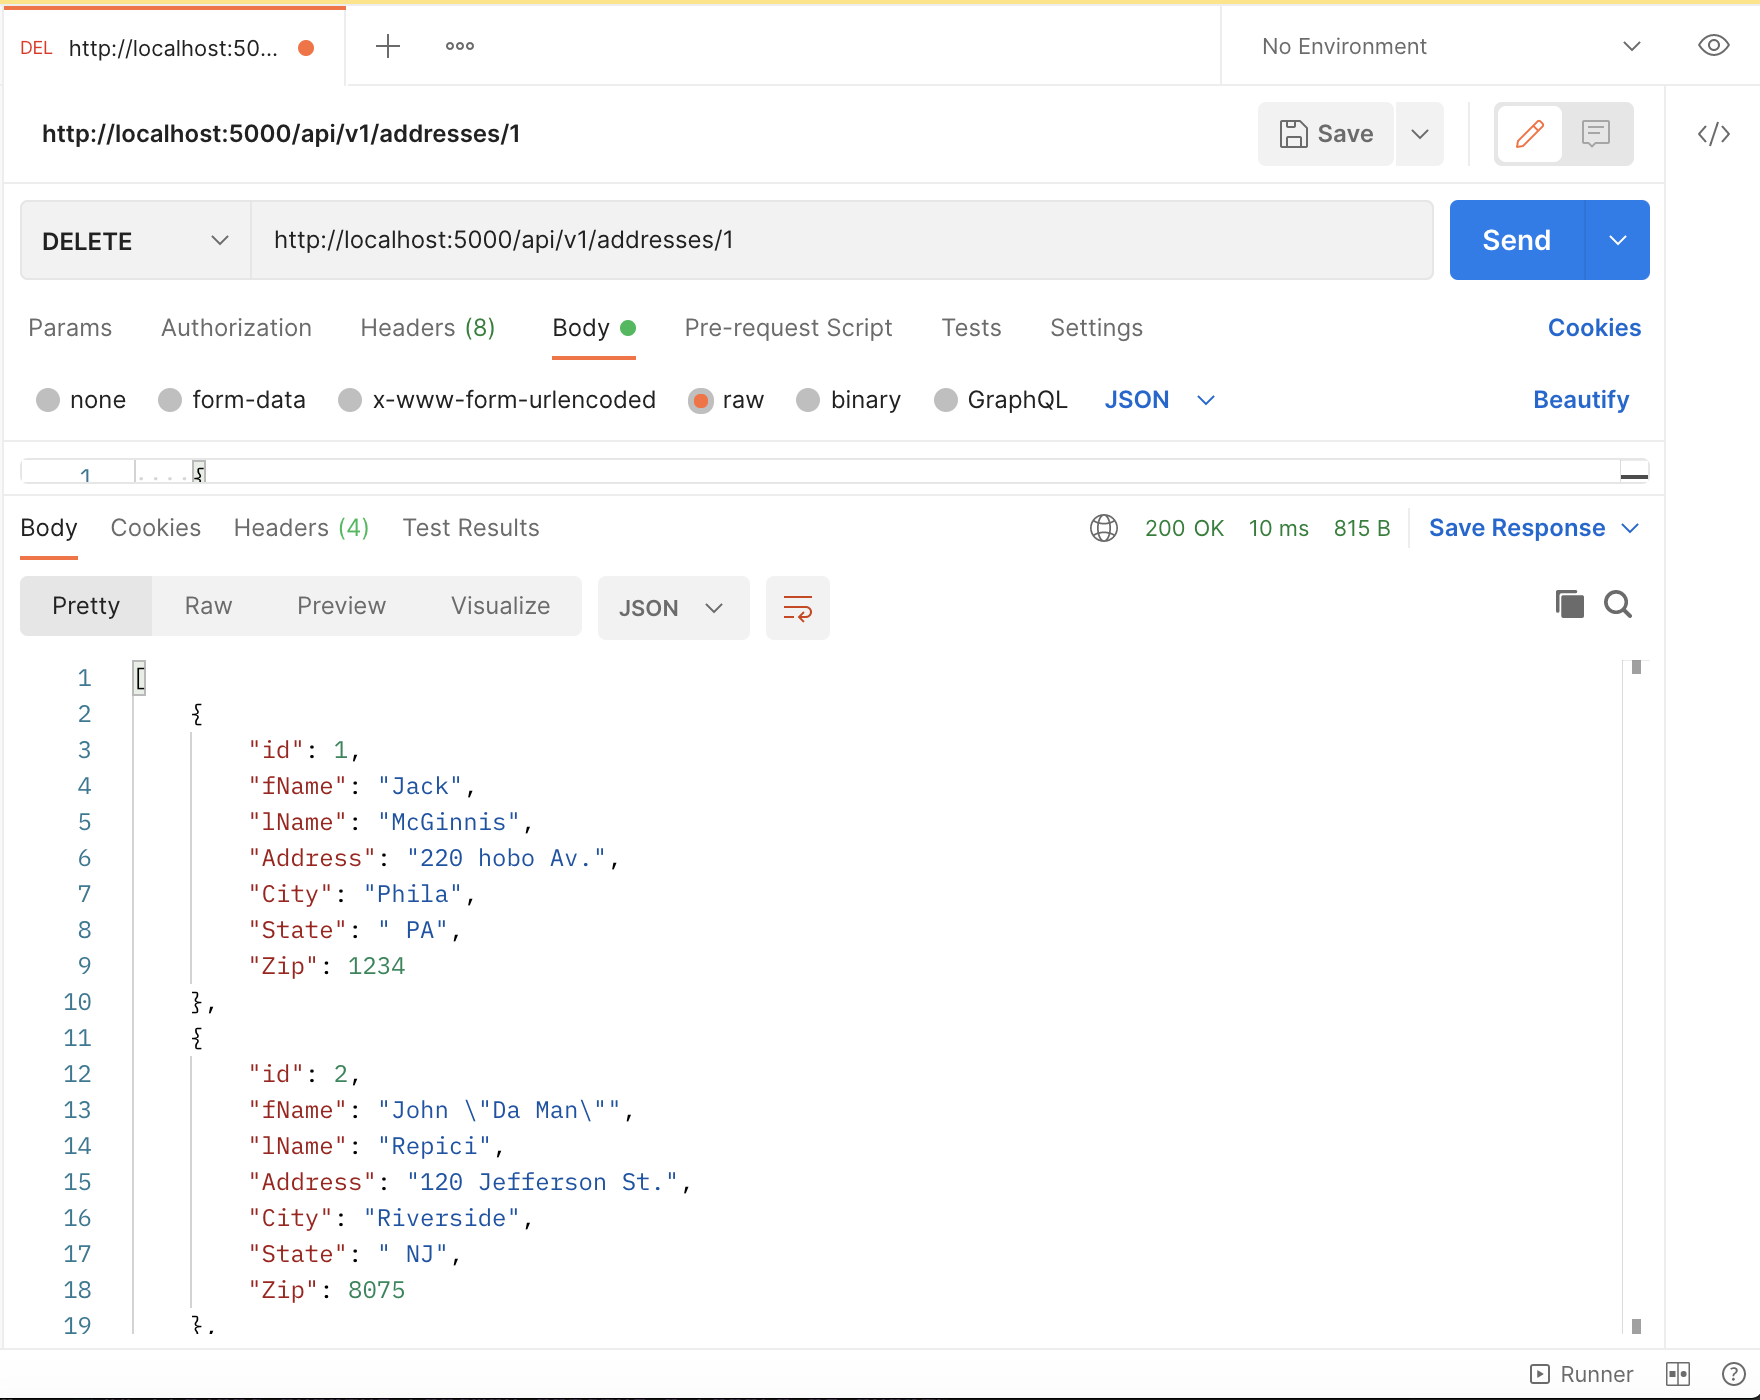 DEL http://localhost:50... No Environment
http://localhost:5000/api/v1/addresses/1 Save
DELETE http://localhost:5000/api/v1/addresses/1 Send
Params Authorization Headers (8) Body Pre-request Script Tests Settings Cookies
none form-data x-www-form-urlencoded raw binary GraphQL JSON Beautify
1 {
Body Cookies Headers (4) Test Results 200 OK 10 ms 815 B Save Response
Pretty Raw Preview Visualize JSON
1 [
2 {
3 "id": 1,
4 "fName": "Jack",
5 "lName": "McGinnis",
6 "Address": "220 hobo Av.",
7 "City": "Phila",
8 "State": " PA",
9 "Zip": 1234
10 },
11 {
12 "id": 2,
13 "fName": "John \"Da Man\"",
14 "lName": "Repici",
15 "Address": "120 Jefferson St.",
16 "City": "Riverside",
17 "State": " NJ",
18 "Zip": 8075
19 },
Runner